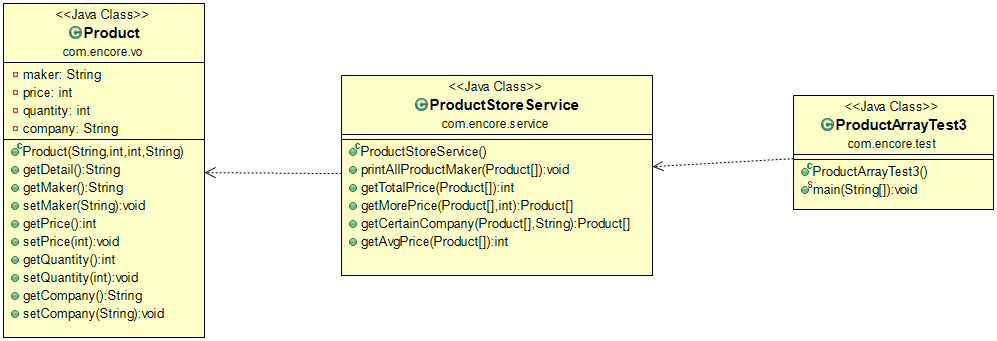 <<Java Class>>
Product
com.encore.vo
maker: String
price: int
quantity: int
company: String
Product(String,int,int,String)
getDetail():String
getMaker():String
setMaker(String):void
getPrice():int
setPrice(int):void
getQuantity():int
setQuantity(int):void
getCompany():String
setCompany(String):void
<<Java Class>>
ProductStoreService
com.encore.service
ProductStoreService()
printAllProductMaker(Product[]):void
getTotalPrice(Product[]):int
getMorePrice(Product[],int):Product[]
getCertainCompany(Product[],String):Product[]
getAvgPrice(Product[]):int
<<Java Class>>
ProductArrayTest3
com.encore.test
ProductArrayTest3()
main(String[]):void